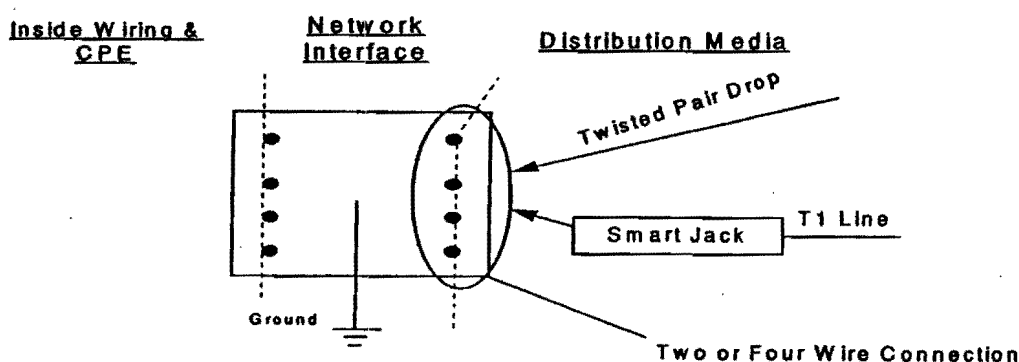 Inside Wiring &
CPE
Network
Interface
Distribution Media
Twisted Pair Drop
Smart Jack
T1 Line
Ground
Two or Four Wire Connection